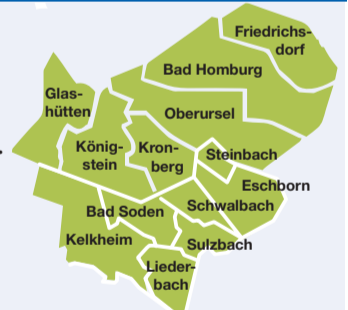 Friedrichs-
dorf
Bad Homburg
Glas-
hütten
Oberursel
König-
stein
Kron-
berg
Steinbach
Eschborn
Schwalbach
Bad Soden
Kelkheim
Sulzbach
Lieder-
bach